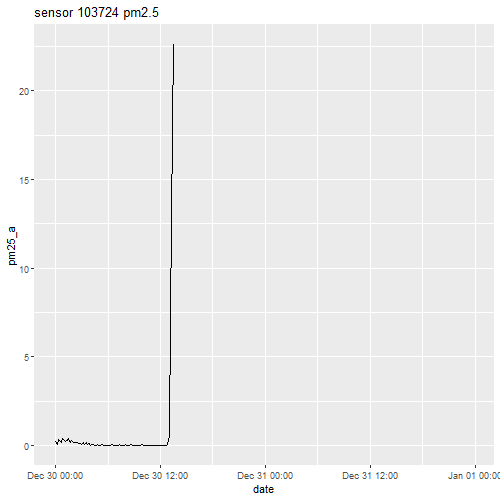 sensor 103724 pm2.5
pm25_a
20
15
10
5
0
Dec 30 00:00
Dec 30 12:00
Dec 31 00:00
Dec 31 12:00
Jan 01 00:00
date